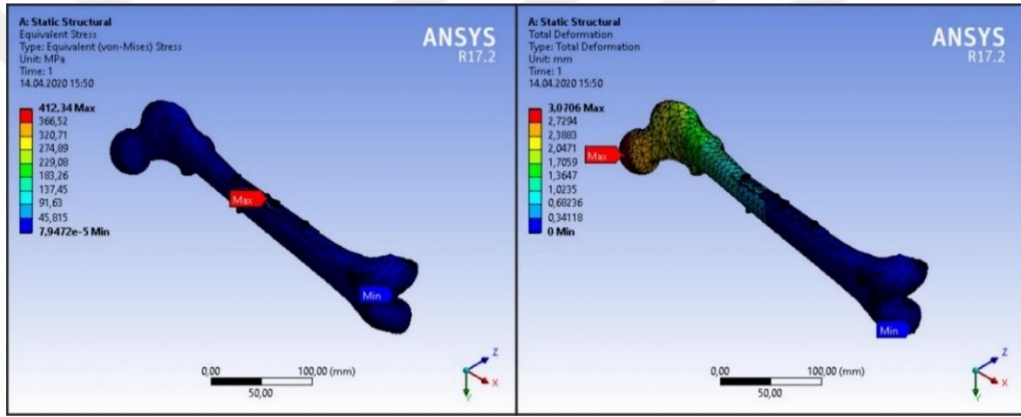 A: Static Structural
Equivalent Stress
Type: Equivalent (von-Mises) Stress
Unit: MPa
Time: 1
14.04.2020 15:50
ANSYS
R17.2
412,34 Max
366,52
320,71
274,89
229,08
183,26
137,45
91,63
45,815
7,9472e-5 Min
Max
Min
0,00
100,00 (mm)
50,00
Z
X
Y
A: Static Structural
Total Deformation
Type: Total Deformation
Unit: mm
Time: 1
14.04.2020 15:50
ANSYS
R17.2
3,0706 Max
2,7294
2,3883
2,0471
1,7059
1,3647
1,0235
0,68236
0,34118
0 Min
Max
Min
0,00
100,00 (mm)
50,00
Z
X
Y